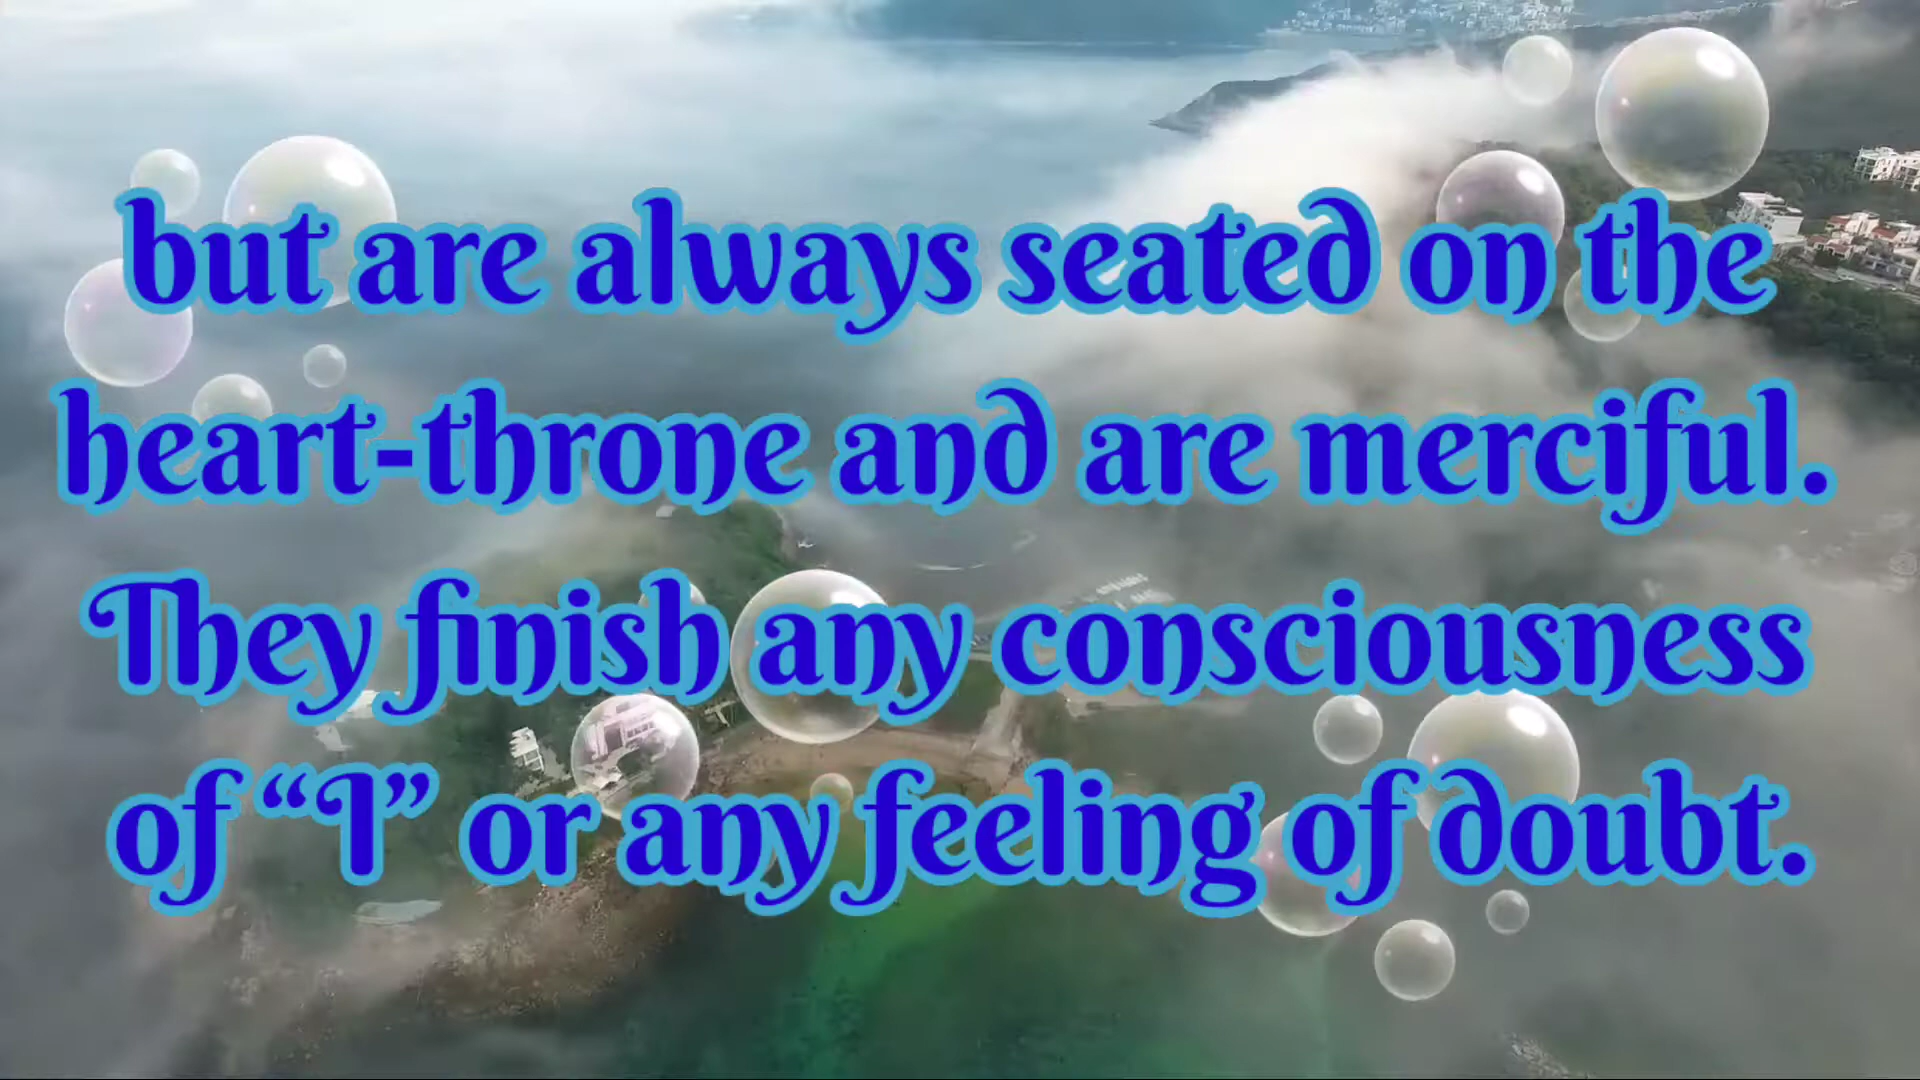 but are always seated on the
heart-throne and are merciful.
They finish any consciousness
of “I” or any feeling of doubt.